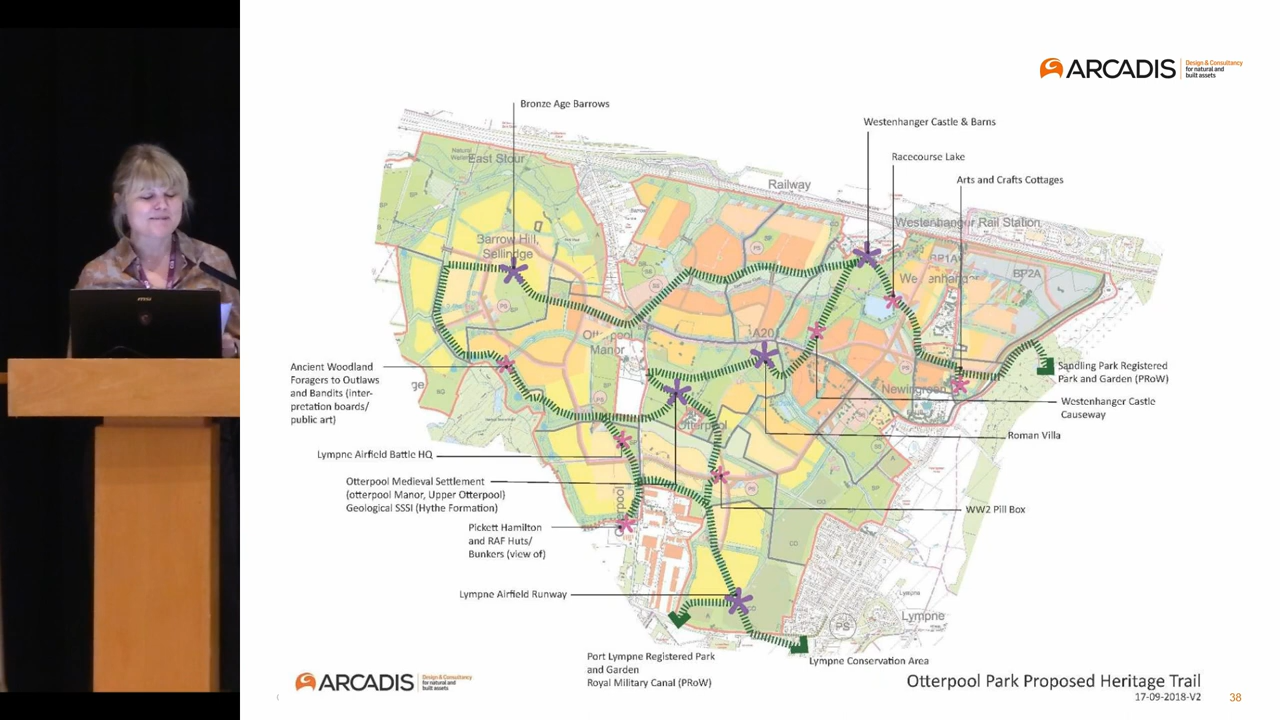 ARCADIS
Design & Consultancy
for natural and
built assets
Bronze Age Barrows
Westenhanger Castle & Barns
Racecourse Lake
Arts and Crafts Cottages
East Stour
Railway
Westenhanger Rail Station
Barrow Hill,
Sellindge
BP2A
A20
Otterpool
Manor
Newingreen
Otterpool
Ancient Woodland
Foragers to Outlaws
and Bandits (inter-
pretation boards/
public art)
Sandling Park Registered
Park and Garden (PRoW)
Westenhanger Castle
Causeway
Roman Villa
Lympne Airfield Battle HQ
Otterpool Medieval Settlement
(otterpool Manor, Upper Otterpool)
Geological SSSI (Hythe Formation)
WW2 Pill Box
Pickett Hamilton
and RAF Huts/
Bunkers (view of)
Lympne Airfield Runway
Lympne
PS
Port Lympne Registered Park
and Garden
Royal Military Canal (PRoW)
Lympne Conservation Area
ARCADIS
Design & Consultancy
for natural and
built assets
Otterpool Park Proposed Heritage Trail
17-09-2018-V2
38